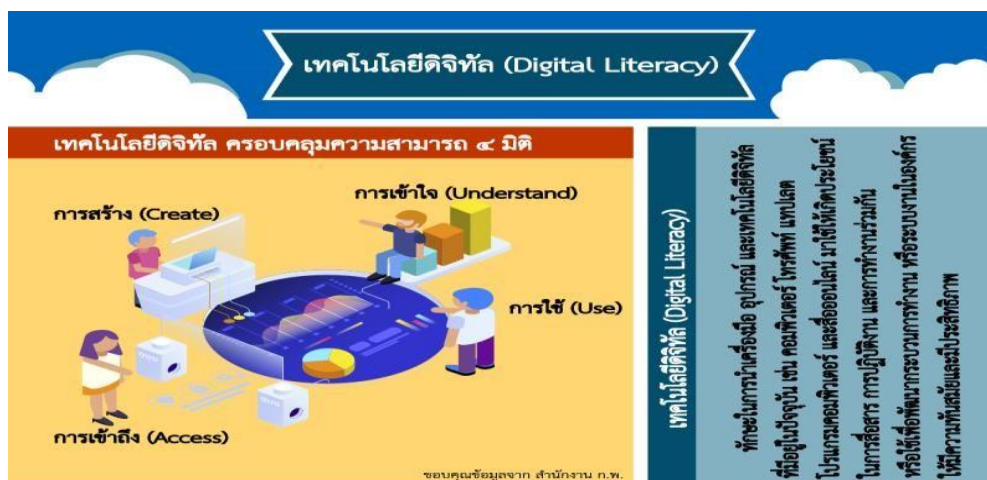 เทคโนโลยีดิจิทัล (Digital Literacy)
เทคโนโลยีดิจิทัล ครอบคลุมความสามารถ ๔ มิติ
การเข้าใจ (Understand)
การสร้าง (Create)
การใช้ (Use)
การเข้าถึง (Access)
ขอบคุณข้อมูลจาก สำนักงาน ก.พ.
เทคโนโลยีดิจิทัล (Digital Literacy)
ทักษะในการนำเครื่องมือ อุปกรณ์ และเทคโนโลยีดิจิทัล
ที่มีอยู่ในปัจจุบัน เช่น คอมพิวเตอร์ โทรศัพท์ แทปเลต
โปรแกรมคอมพิวเตอร์ และสื่อออนไลน์ มาใช้ให้เกิดประโยชน์
ในการสื่อสาร การปฏิบัติงาน และการทำงานร่วมกัน
หรือใช้เพื่อพัฒนากระบวนการทำงาน หรือระบบงานในองค์กร
ให้มีความทันสมัยและมีประสิทธิภาพ